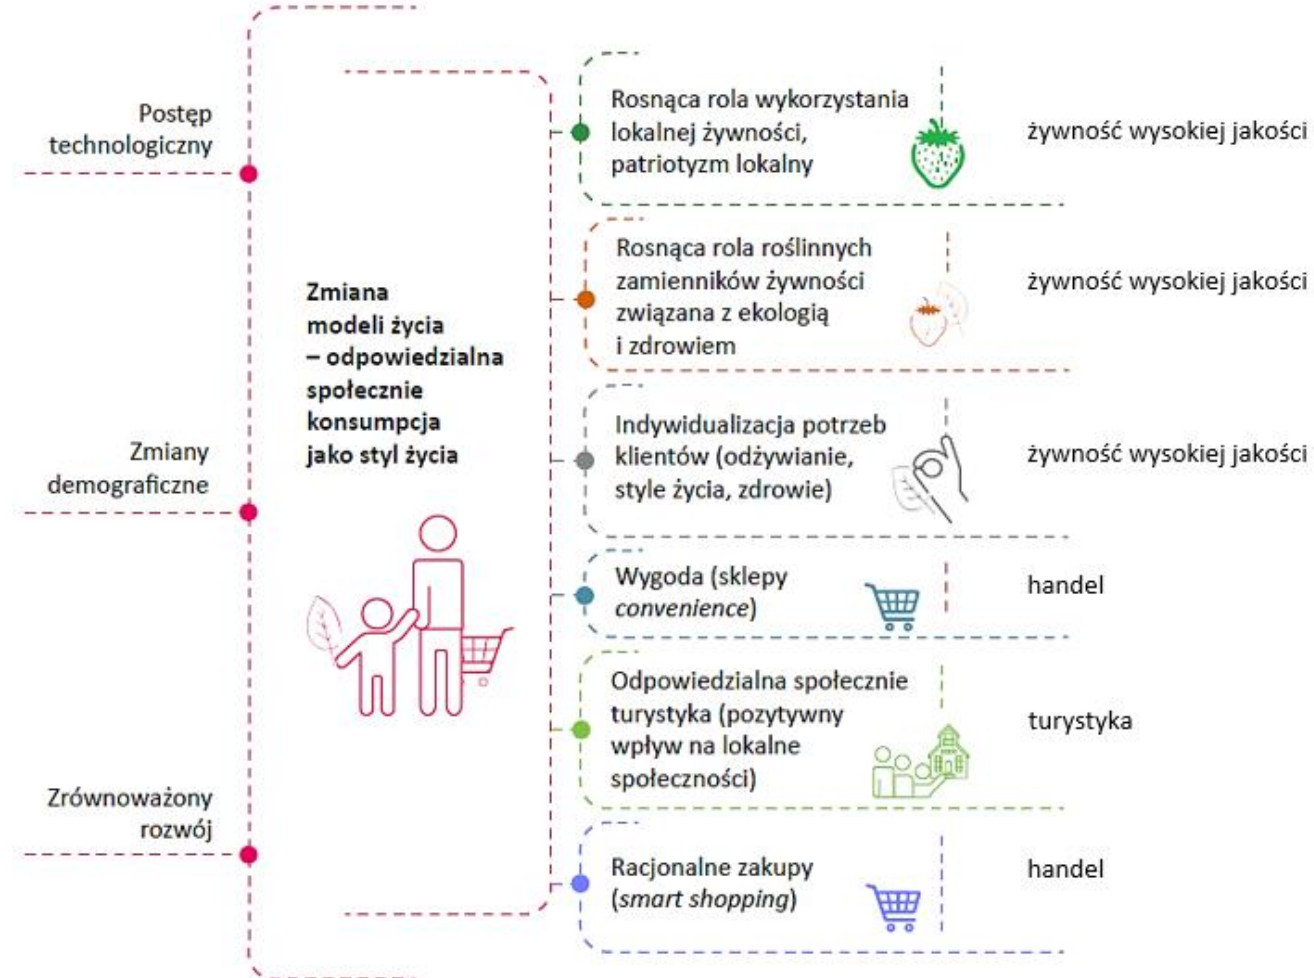 Postęp
technologiczny
Zmiany
demograficzne
Zrównoważony
rozwój
Zmiana
modeli życia
– odpowiedzialna
społecznie
konsumpcja
jako styl życia
Rosnąca rola wykorzystania
lokalnej żywności,
patriotyzm lokalny
żywność wysokiej jakości
Rosnąca rola roślinnych
zamienników żywności
związana z ekologią
i zdrowiem
żywność wysokiej jakości
Indywidualizacja potrzeb
klientów (odżywianie,
style życia, zdrowie)
żywność wysokiej jakości
Wygoda (sklepy
convenience)
handel
Odpowiedzialna społecznie
turystyka (pozytywny
wpływ na lokalne
społeczności)
turystyka
Racjonalne zakupy
(smart shopping)
handel